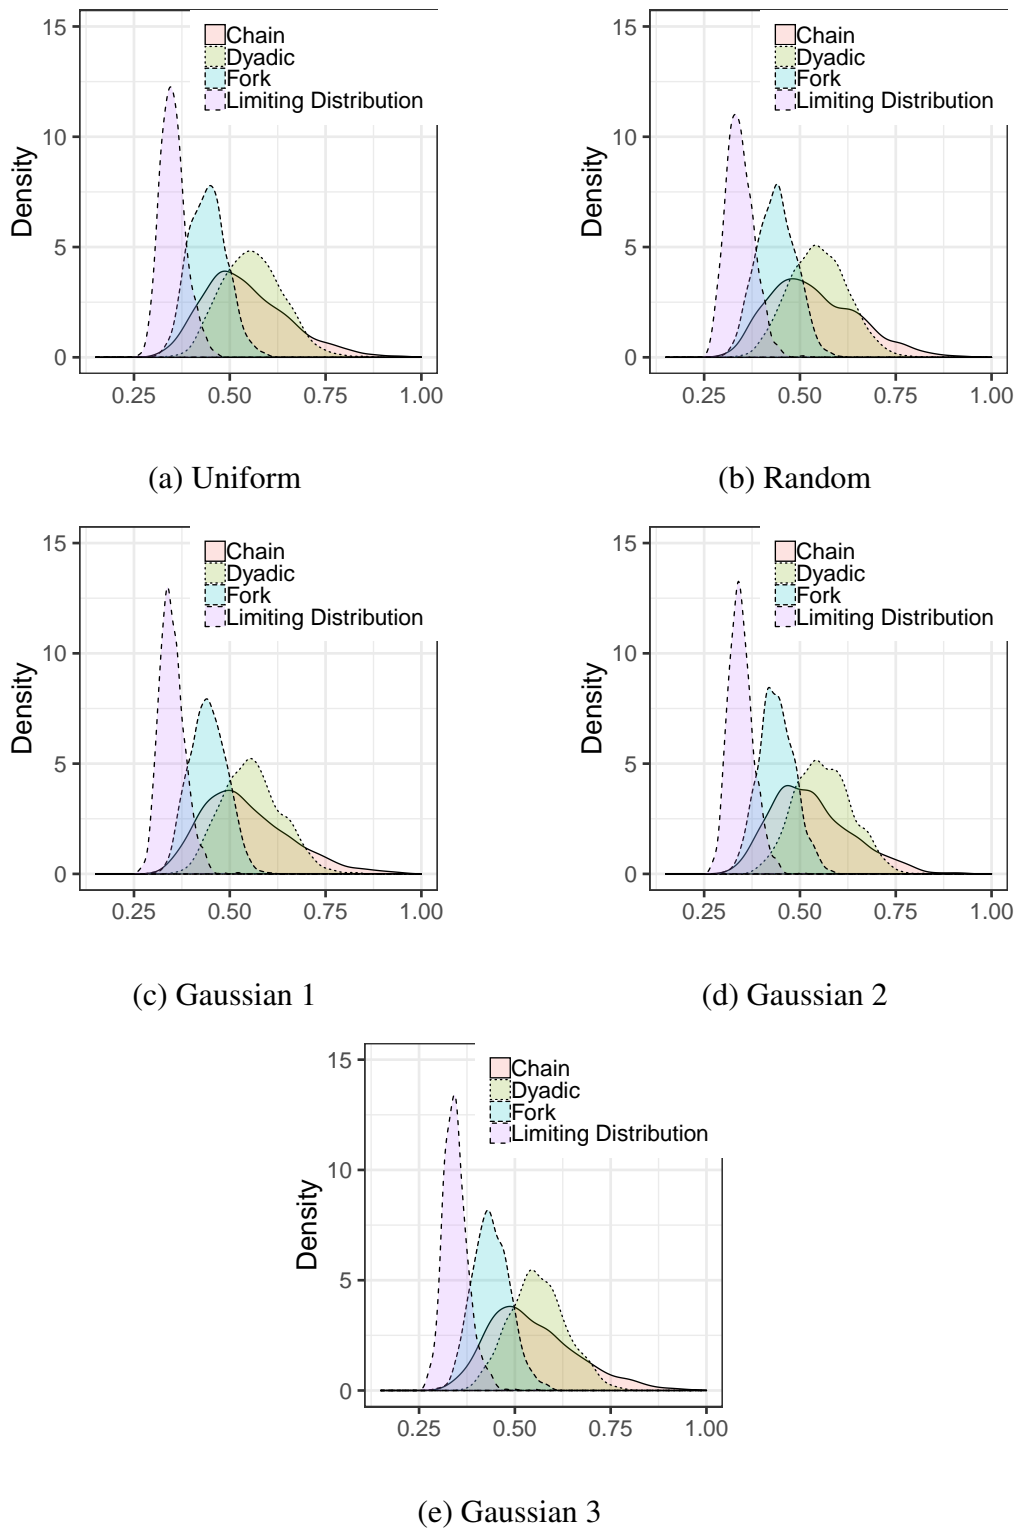 15
10
5
0
Density
Chain
Dyadic
Fork
Limiting Distribution
0.25 0.50 0.75 1.00
(a) Uniform
15
10
5
0
Density
Chain
Dyadic
Fork
Limiting Distribution
0.25 0.50 0.75 1.00
(b) Random
15
10
5
0
Density
Chain
Dyadic
Fork
Limiting Distribution
0.25 0.50 0.75 1.00
(c) Gaussian 1
15
10
5
0
Density
Chain
Dyadic
Fork
Limiting Distribution
0.25 0.50 0.75 1.00
(d) Gaussian 2
15
10
5
0
Density
Chain
Dyadic
Fork
Limiting Distribution
0.25 0.50 0.75 1.00
(e) Gaussian 3